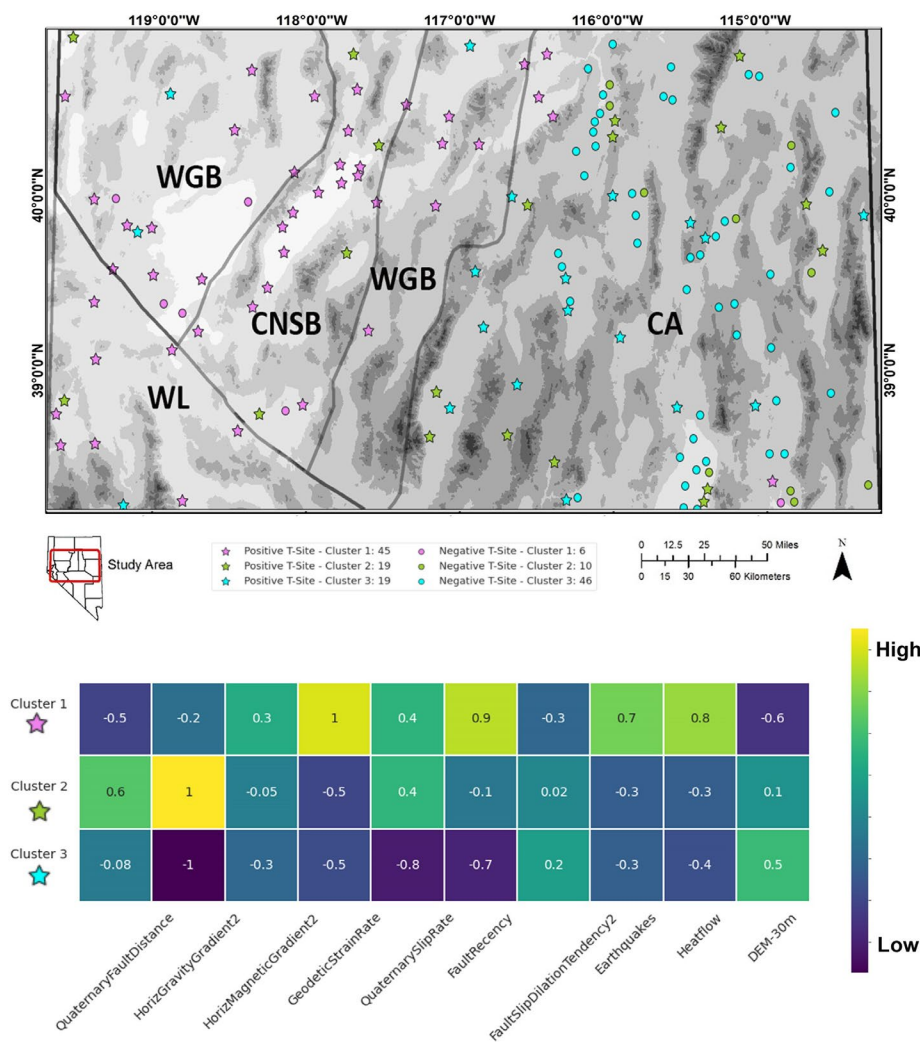 119°0'0"W 118°0'0"W 117°0'0"W 116°0'0"W 115°0'0"W
40°0'0"N
39°0'0"N
40°0'0"N
39°0'0"N
WGB
WGB
CNSB
CA
WL
Study Area
Positive T-Site - Cluster 1: 45
Positive T-Site - Cluster 2: 19
Positive T-Site - Cluster 3: 19
Negative T-Site - Cluster 1: 6
Negative T-Site - Cluster 2: 10
Negative T-Site - Cluster 3: 46
0 12.5 25 50 Miles
0 15 30 60 Kilometers
N
High
Low
Cluster 1
-0.5 -0.2 0.3 1 0.4 0.9 -0.3 0.7 0.8 -0.6
Cluster 2
0.6 1 -0.05 -0.5 0.4 -0.1 0.02 -0.3 -0.3 0.1
Cluster 3
-0.08 -1 -0.3 -0.5 -0.8 -0.7 0.2 -0.3 -0.4 0.5
QuaternaryFaultDistance
HorizGravityGradient2
HorizMagneticGradient2
GeodeticStrainRate
QuaternarySlipRate
FaultRecency
FaultSlipDilationTendency2
Earthquakes
Heatflow
DEM-30m